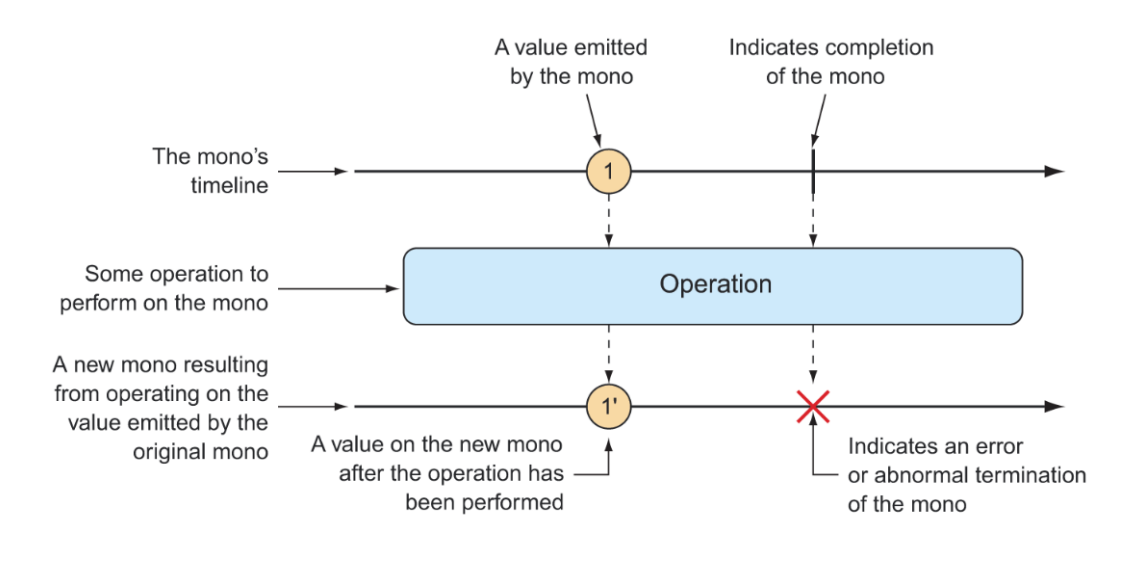 A value emitted
by the mono
Indicates completion
of the mono
The mono's
timeline
1
Some operation to
perform on the mono
Operation
A new mono resulting
from operating on the
value emitted by the
original mono
1'
A value on the new mono
after the operation has
been performed
Indicates an error
or abnormal termination
of the mono